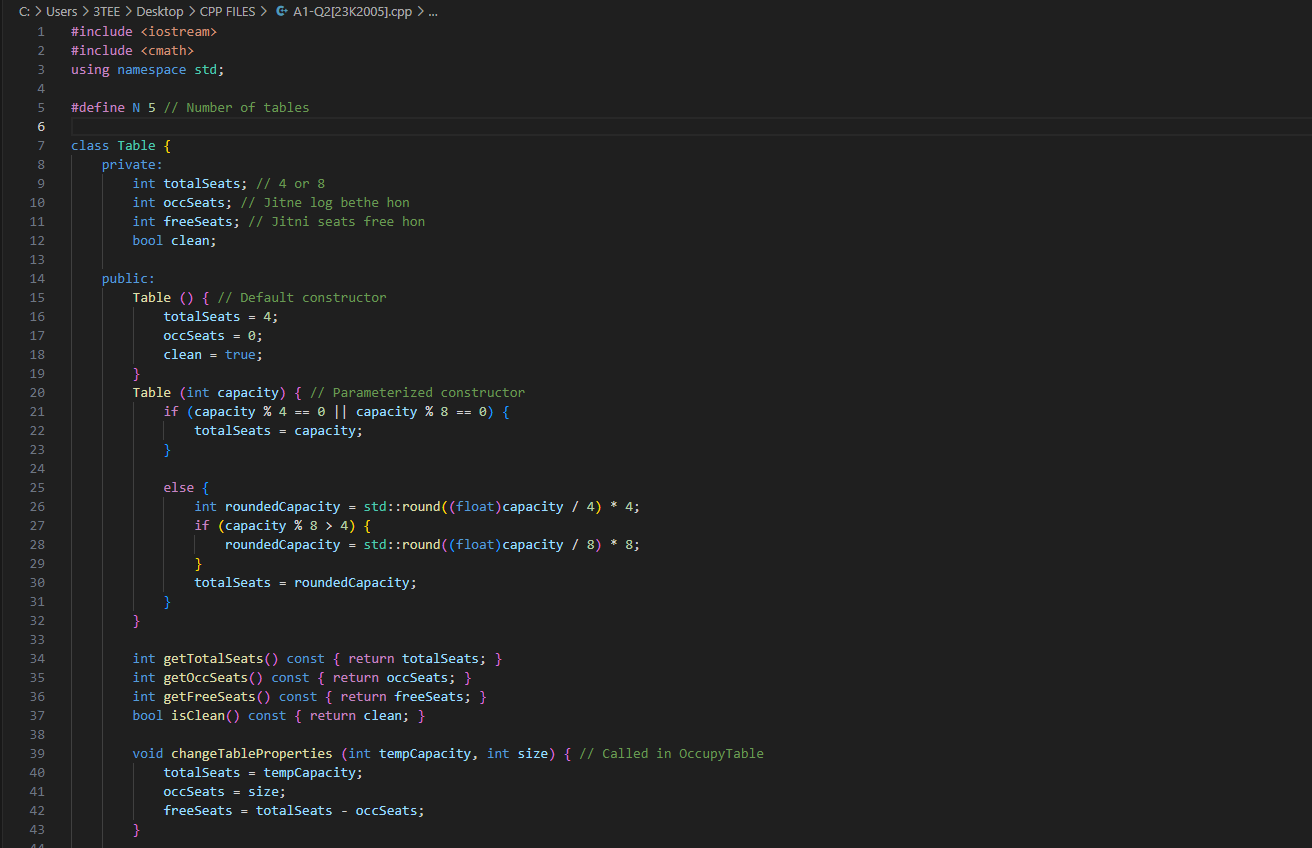 C: > Users > 3TEE > Desktop > CPP FILES > A1-Q2[23K2005].cpp > ...
1 #include <iostream>
2 #include <cmath>
3 using namespace std;
4
5 #define N 5 // Number of tables
6
7 class Table {
8     private:
9         int totalSeats; // 4 or 8
10         int occSeats; // Jitne log bethe hon
11         int freeSeats; // Jitni seats free hon
12         bool clean;
13
14     public:
15         Table () { // Default constructor
16             totalSeats = 4;
17             occSeats = 0;
18             clean = true;
19         }
20         Table (int capacity) { // Parameterized constructor
21             if (capacity % 4 == 0 || capacity % 8 == 0) {
22                 totalSeats = capacity;
23             }
24
25             else {
26                 int roundedCapacity = std::round((float)capacity / 4) * 4;
27                 if (capacity % 8 > 4) {
28                     roundedCapacity = std::round((float)capacity / 8) * 8;
29                 }
30                 totalSeats = roundedCapacity;
31             }
32         }
33
34         int getTotalSeats() const { return totalSeats; }
35         int getOccSeats() const { return occSeats; }
36         int getFreeSeats() const { return freeSeats; }
37         bool isClean() const { return clean; }
38
39         void changeTableProperties (int tempCapacity, int size) { // Called in OccupyTable
40             totalSeats = tempCapacity;
41             occSeats = size;
42             freeSeats = totalSeats - occSeats;
43         }
44